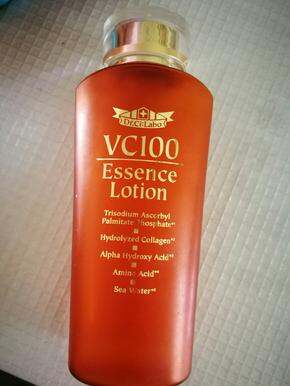 Dr.Ci:Labo
VC100
Essence
Lotion
Trisodium Ascorbyl
Palmitate Phosphate
Hydrolyzed Collagen
Alpha Hydroxy Acid
Amino Acid
Sea Water